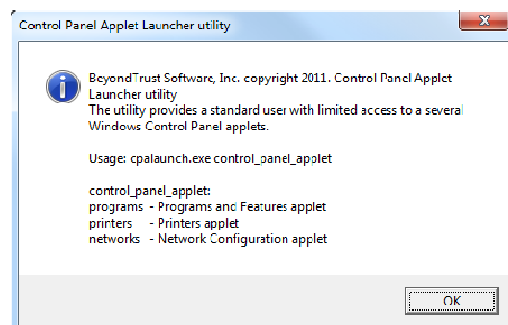 Control Panel Applet Launcher utility
BeyondTrust Software, Inc. copyright 2011. Control Panel Applet
Launcher utility
The utility provides a standard user with limited access to a several
Windows Control Panel applets.
Usage: cpalaunch.exe control_panel_applet
control_panel_applet:
programs - Programs and Features applet
printers - Printers applet
networks - Network Configuration applet
OK